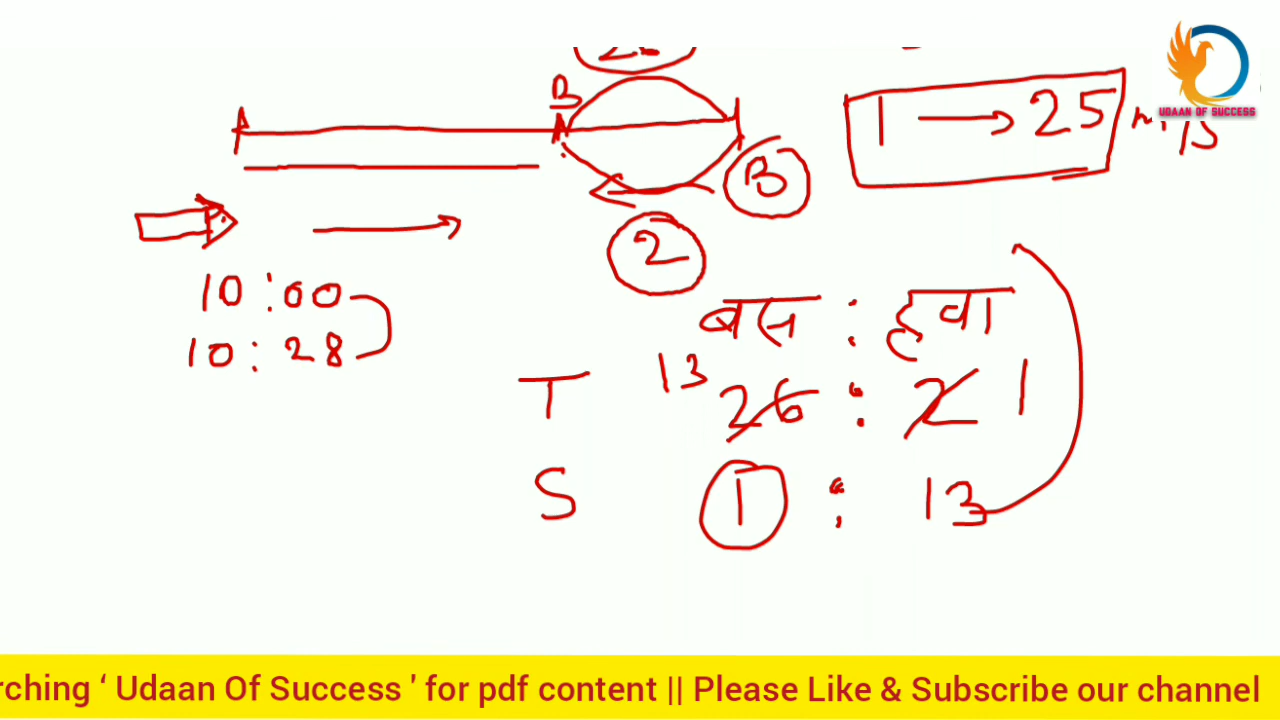 B
1 → 25
UDAAN OF SUCCESS
A
B
2
10:00
बस : हवा
10:28
T 13 26 : 2 1
S 1 : 13
rching ‘ Udaan Of Success ' for pdf content || Please Like & Subscribe our channel